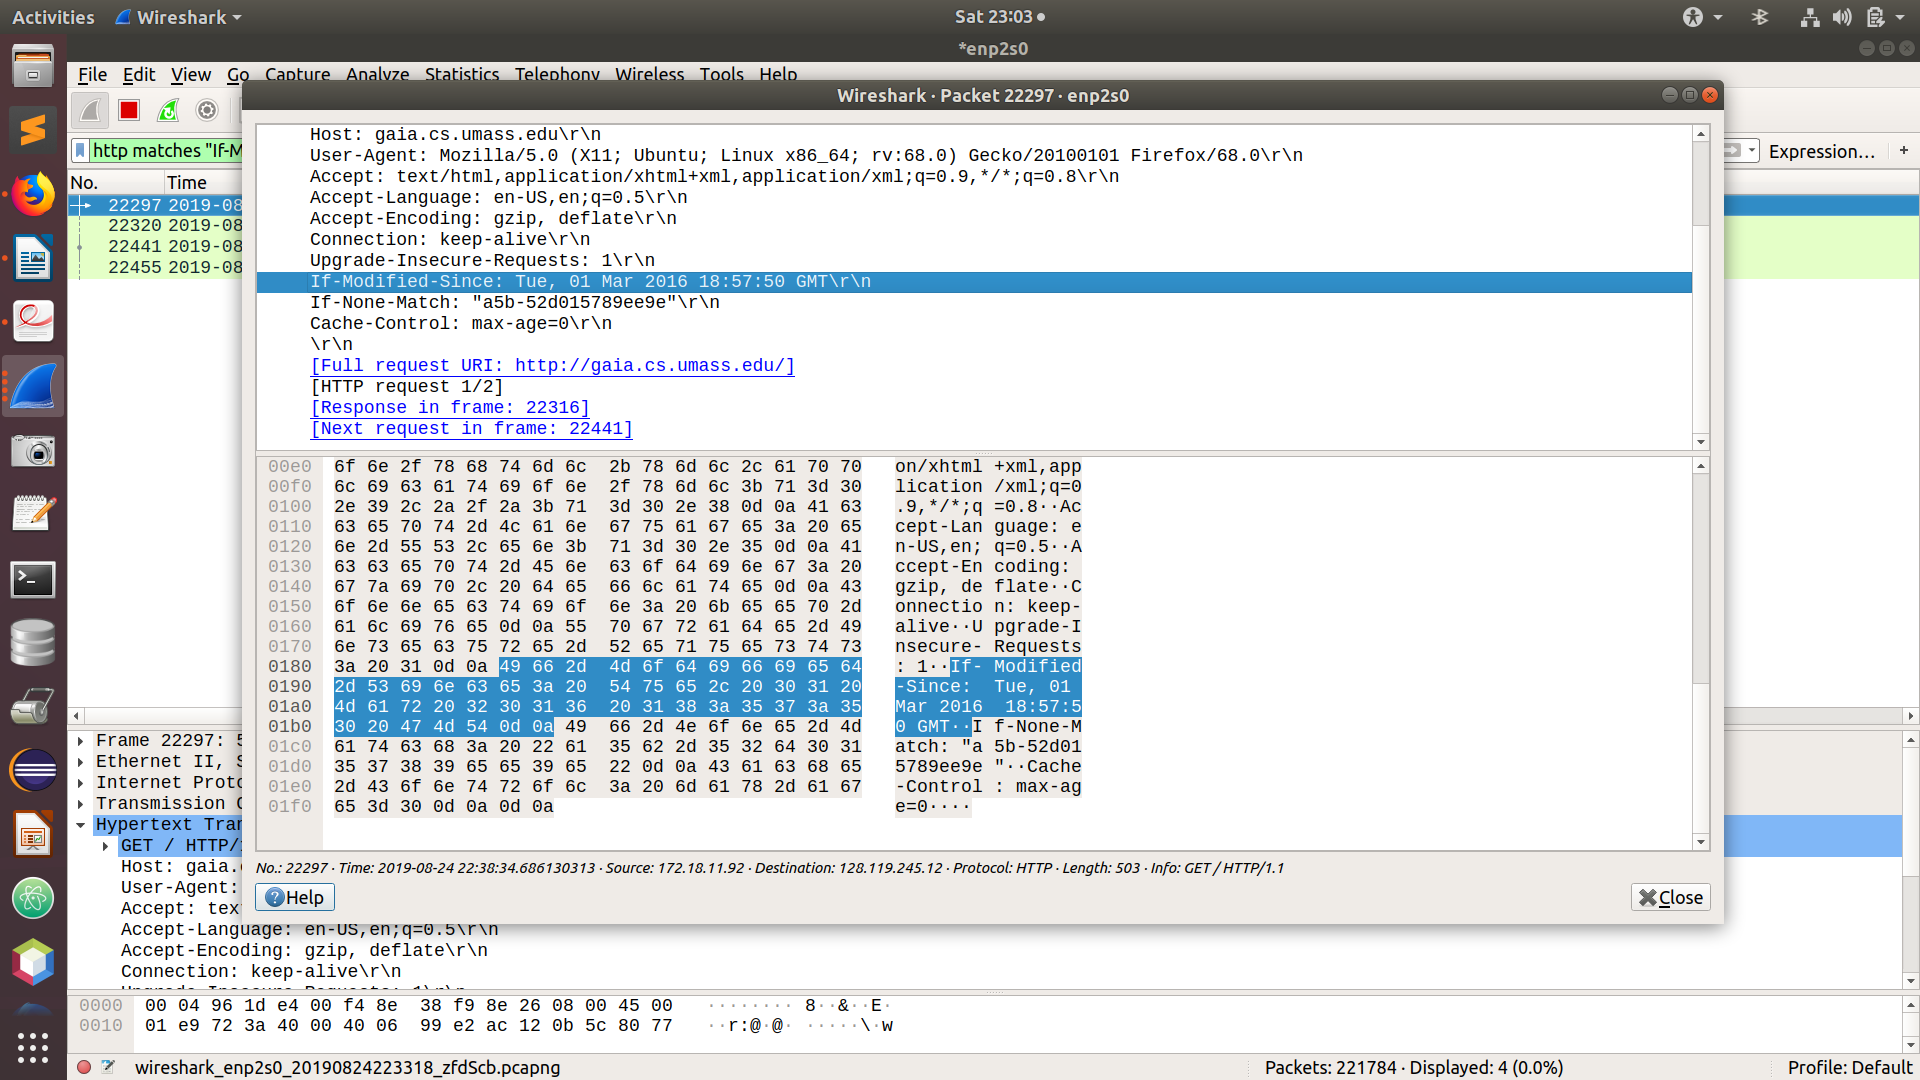 Activities Wireshark Sat 23:03
*enp2s0
File Edit View Go Capture Analyze Statistics Telephony Wireless Tools Help
Wireshark · Packet 22297 · enp2s0
http matches "If-M
Expression… +
No. Time
22297 2019-08
22320 2019-08
22441 2019-08
22455 2019-08
Host: gaia.cs.umass.edu\r\n
User-Agent: Mozilla/5.0 (X11; Ubuntu; Linux x86_64; rv:68.0) Gecko/20100101 Firefox/68.0\r\n
Accept: text/html,application/xhtml+xml,application/xml;q=0.9,*/*;q=0.8\r\n
Accept-Language: en-US,en;q=0.5\r\n
Accept-Encoding: gzip, deflate\r\n
Connection: keep-alive\r\n
Upgrade-Insecure-Requests: 1\r\n
If-Modified-Since: Tue, 01 Mar 2016 18:57:50 GMT\r\n
If-None-Match: "a5b-52d015789ee9e"\r\n
Cache-Control: max-age=0\r\n
\r\n
[Full request URI: http://gaia.cs.umass.edu/]
[HTTP request 1/2]
[Response in frame: 22316]
[Next request in frame: 22441]
00e0 6f 6e 2f 78 68 74 6d 6c 2b 78 6d 6c 2c 61 70 70 on/xhtml +xml,app
00f0 6c 69 63 61 74 69 6f 6e 2f 78 6d 6c 3b 71 3d 30 lication /xml;q=0
0100 2e 39 2c 2a 2f 2a 3b 71 3d 30 2e 38 0d 0a 41 63 .9,*/*;q =0.8··Ac
0110 63 65 70 74 2d 4c 61 6e 67 75 61 67 65 3a 20 65 cept-Lan guage: e
0120 6e 2d 55 53 2c 65 6e 3b 71 3d 30 2e 35 0d 0a 41 n-US,en; q=0.5··A
0130 63 63 65 70 74 2d 45 6e 63 6f 64 69 6e 67 3a 20 ccept-En coding:
0140 67 7a 69 70 2c 20 64 65 66 6c 61 74 65 0d 0a 43 gzip, de flate··C
0150 6f 6e 6e 65 63 74 69 6f 6e 3a 20 6b 65 65 70 2d onnectio n: keep-
0160 61 6c 69 76 65 0d 0a 55 70 67 72 61 64 65 2d 49 alive··U pgrade-I
0170 6e 73 65 63 75 72 65 2d 52 65 71 75 65 73 74 73 nsecure- Requests
0180 3a 20 31 0d 0a 49 66 2d 4d 6f 64 69 66 69 65 64 : 1··If- Modified
0190 2d 53 69 6e 63 65 3a 20 54 75 65 2c 20 30 31 20 -Since: Tue, 01
01a0 4d 61 72 20 32 30 31 36 20 31 38 3a 35 37 3a 35 Mar 2016 18:57:5
01b0 30 20 47 4d 54 0d 0a 49 66 2d 4e 6f 6e 65 2d 4d 0 GMT··I f-None-M
01c0 61 74 63 68 3a 20 22 61 35 62 2d 35 32 64 30 31 atch: "a 5b-52d01
01d0 35 37 38 39 65 65 39 65 22 0d 0a 43 61 63 68 65 5789ee9e "··Cache
01e0 2d 43 6f 6e 74 72 6f 6c 3a 20 6d 61 78 2d 61 67 -Control : max-ag
01f0 65 3d 30 0d 0a 0d 0a e=0····
No.: 22297 · Time: 2019-08-24 22:38:34.686130313 · Source: 172.18.11.92 · Destination: 128.119.245.12 · Protocol: HTTP · Length: 503 · Info: GET / HTTP/1.1
Help Close
Frame 22297: 5
Ethernet II, S
Internet Proto
Transmission C
Hypertext Tran
GET / HTTP/
Host: gaia.
User-Agent:
Accept: tex
Accept-Language: en-US,en;q=0.5\r\n
Accept-Encoding: gzip, deflate\r\n
Connection: keep-alive\r\n
0000 00 04 96 1d e4 00 f4 8e 38 f9 8e 26 08 00 45 00 ········ 8··&··E·
0010 01 e9 72 3a 40 00 40 06 99 e2 ac 12 0b 5c 80 77 ··r:@·@· ·····\·w
wireshark_enp2s0_20190824223318_zfdScb.pcapng Packets: 221784 · Displayed: 4 (0.0%) Profile: Default